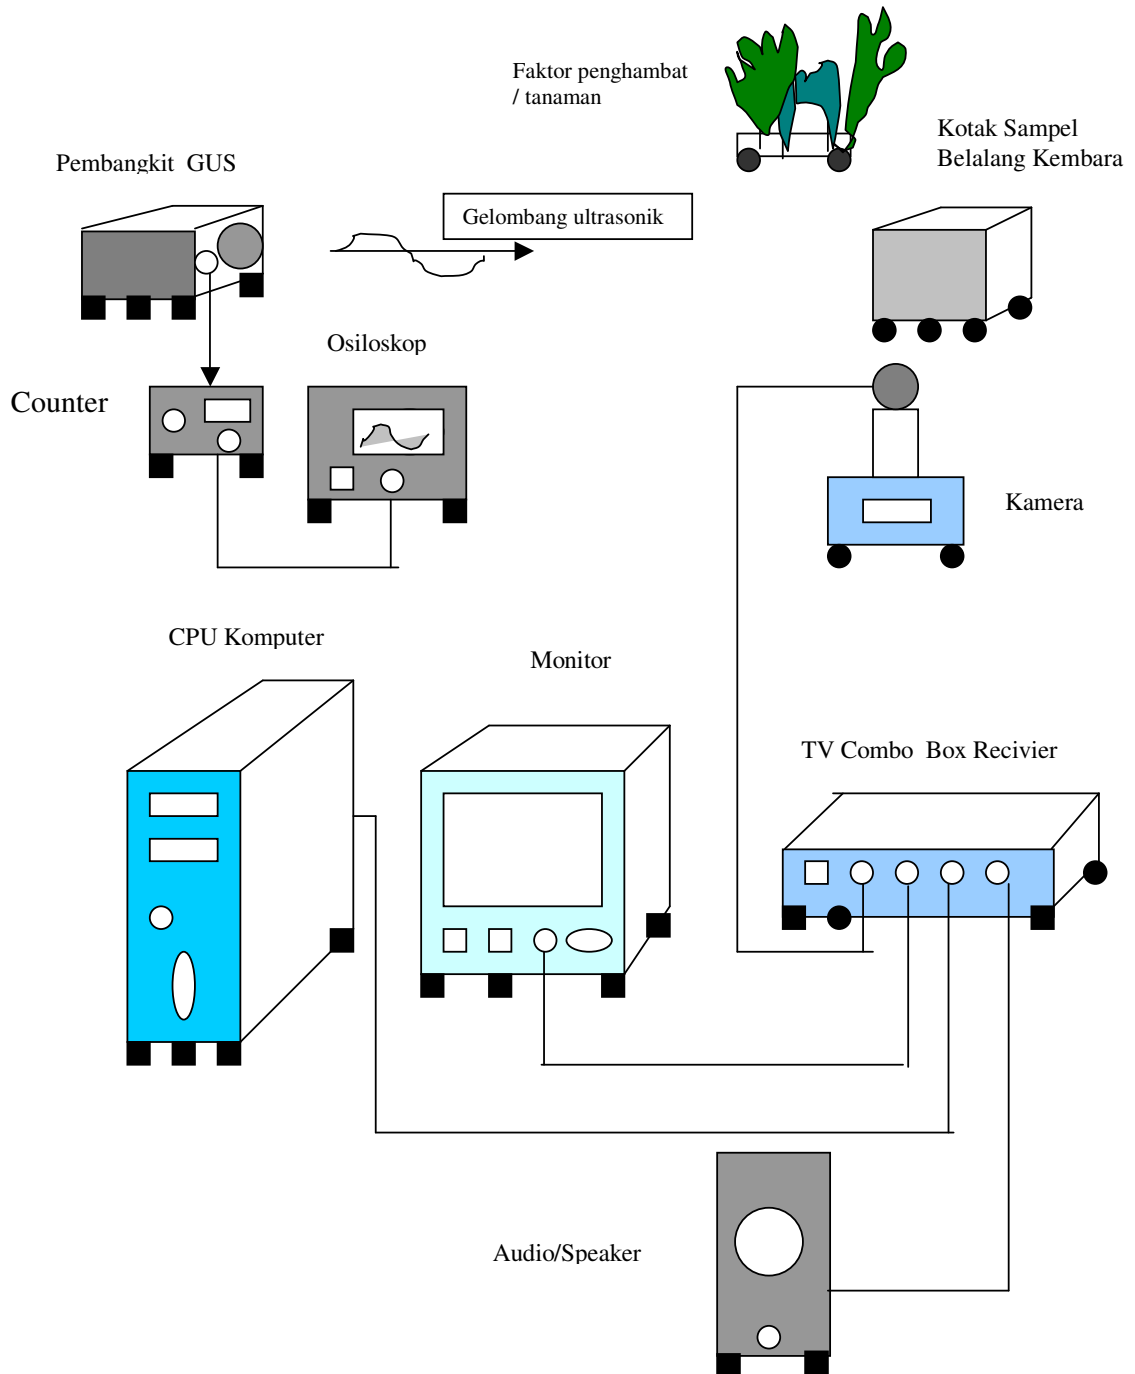 Faktor penghambat
/ tanaman
Kotak Sampel
Belalang Kembara
Pembangkit GUS
Gelombang ultrasonik
Osiloskop
Counter
Kamera
CPU Komputer
Monitor
TV Combo Box Recivier
Audio/Speaker